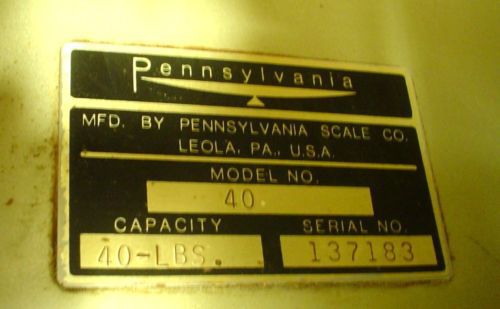 Pennsylvania
MFD. BY PENNSYLVANIA SCALE CO.
LEOLA, PA., U.S.A.
MODEL NO.
40.
CAPACITY SERIAL NO.
40-LBS. 137183